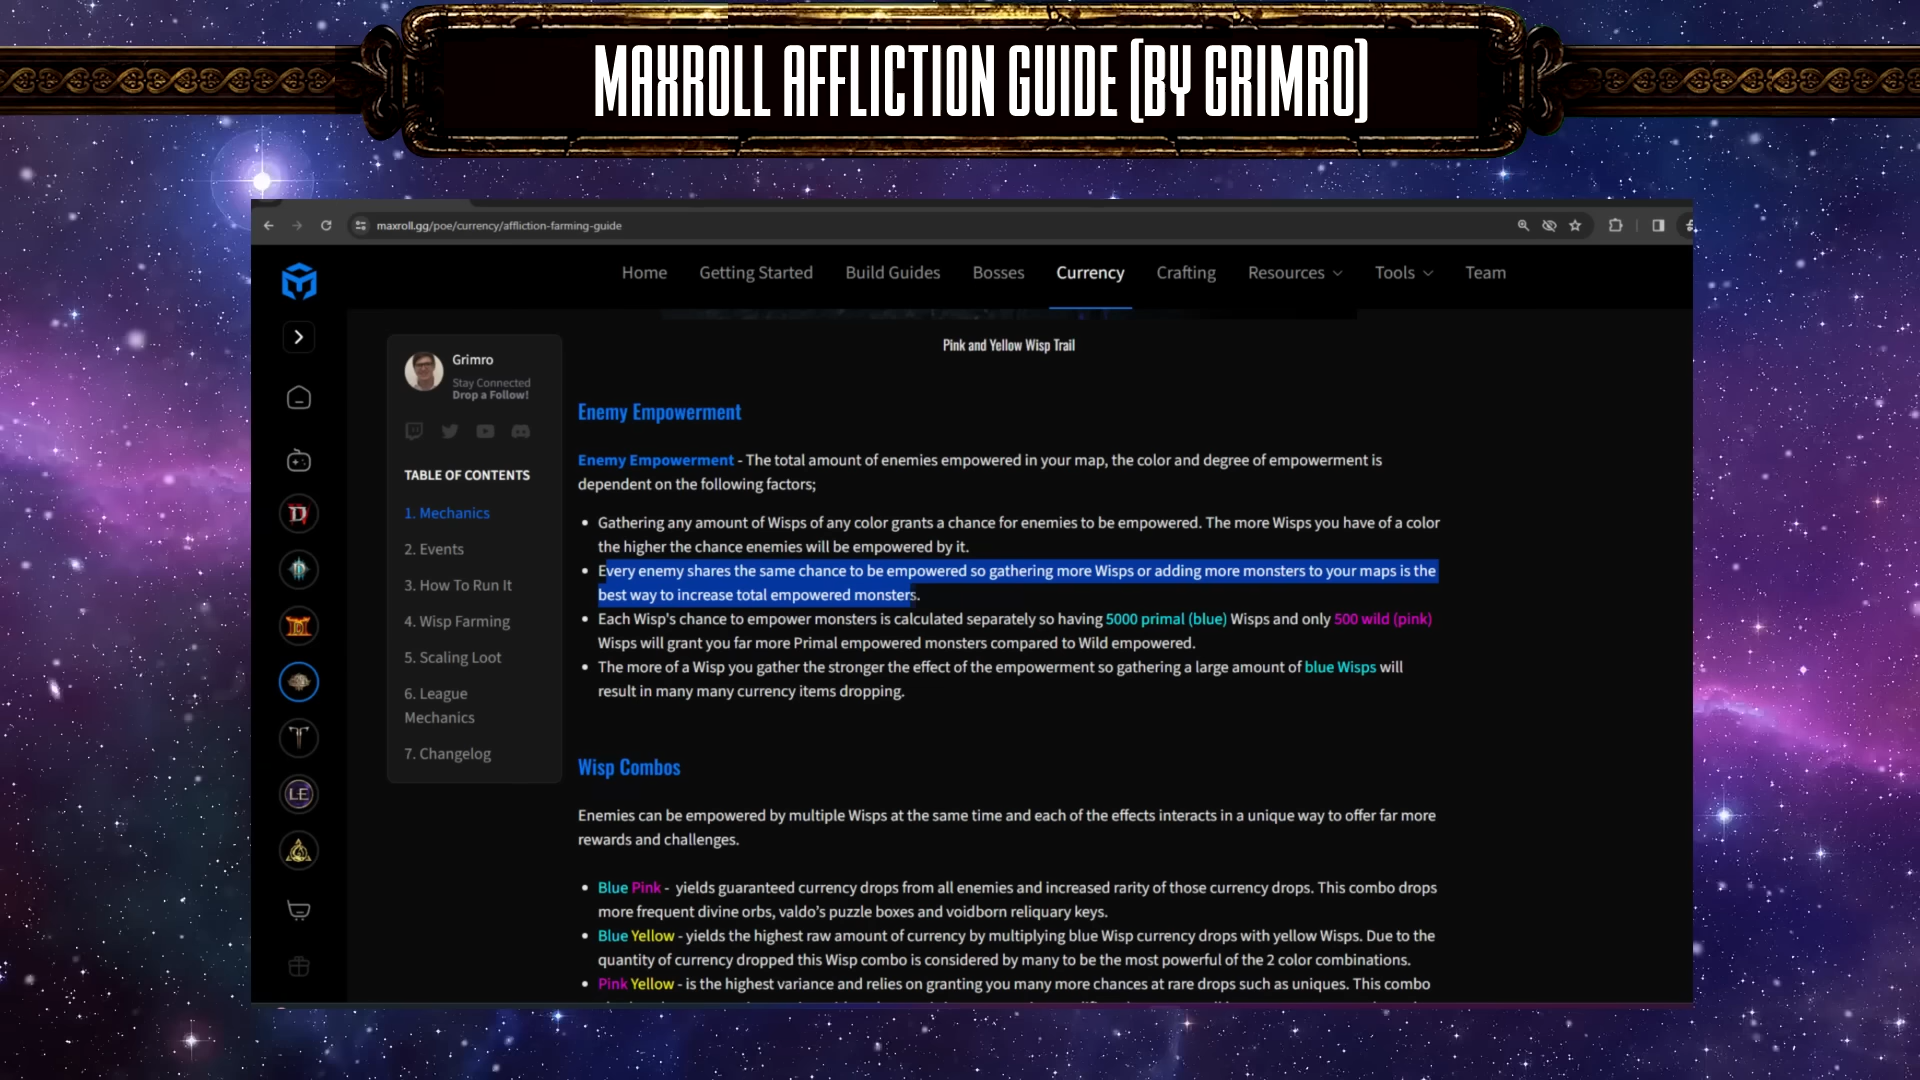 MAXROLL AFFLICTION GUIDE (BY GRIMRO)
maxroll.gg/poe/currency/affliction-farming-guide
Home Getting Started Build Guides Bosses Currency Crafting Resources Tools Team
Grimro
Stay Connected
Drop a Follow!
TABLE OF CONTENTS
1. Mechanics
2. Events
3. How To Run It
4. Wisp Farming
5. Scaling Loot
6. League
Mechanics
7. Changelog
LE
Pink and Yellow Wisp Trail
Enemy Empowerment
Enemy Empowerment - The total amount of enemies empowered in your map, the color and degree of empowerment is
dependent on the following factors;
• Gathering any amount of Wisps of any color grants a chance for enemies to be empowered. The more Wisps you have of a color
the higher the chance enemies will be empowered by it.
• Every enemy shares the same chance to be empowered so gathering more Wisps or adding more monsters to your maps is the
best way to increase total empowered monsters.
• Each Wisp's chance to empower monsters is calculated separately so having 5000 primal (blue) Wisps and only 500 wild (pink)
Wisps will grant you far more Primal empowered monsters compared to Wild empowered.
• The more of a Wisp you gather the stronger the effect of the empowerment so gathering a large amount of blue Wisps will
result in many many currency items dropping.
Wisp Combos
Enemies can be empowered by multiple Wisps at the same time and each of the effects interacts in a unique way to offer far more
rewards and challenges.
• Blue Pink - yields guaranteed currency drops from all enemies and increased rarity of those currency drops. This combo drops
more frequent divine orbs, valdo's puzzle boxes and voidborn reliquary keys.
• Blue Yellow - yields the highest raw amount of currency by multiplying blue Wisp currency drops with yellow Wisps. Due to the
quantity of currency dropped this Wisp combo is considered by many to be the most powerful of the 2 color combinations.
• Pink Yellow - is the highest variance and relies on granting you many more chances at rare drops such as uniques. This combo